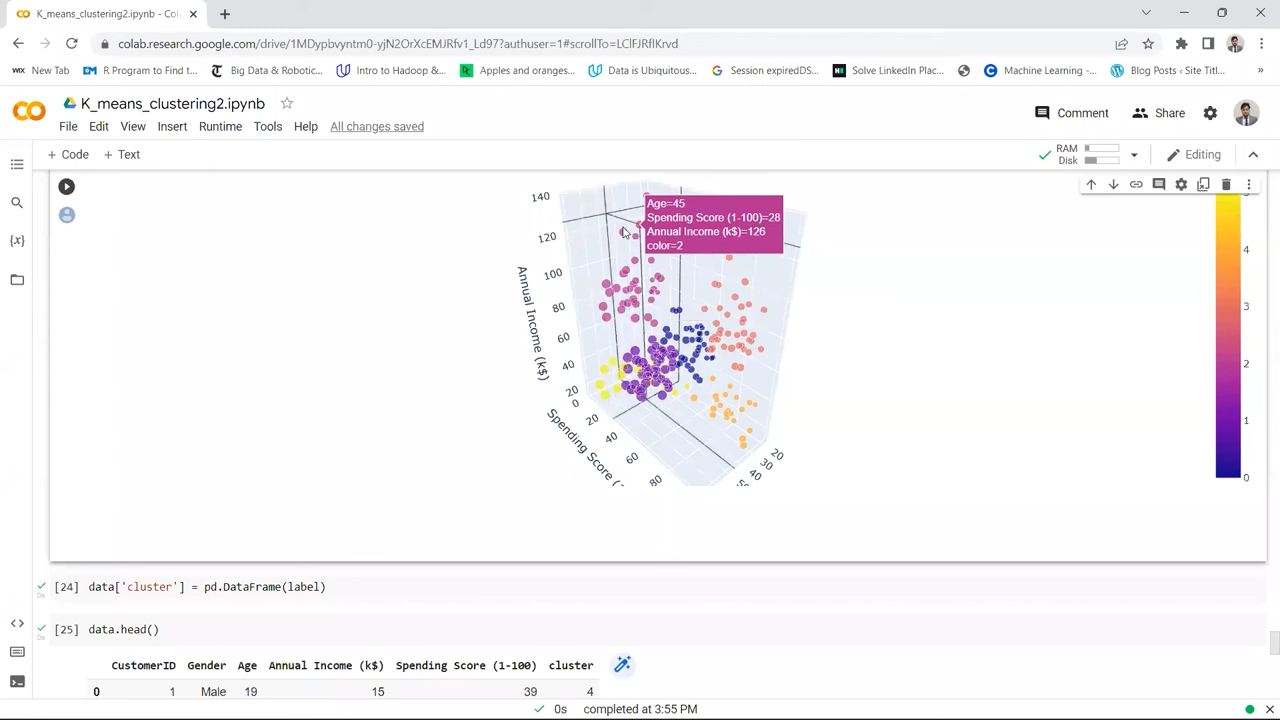 K_means_clustering2.ipynb - Col
colab.research.google.com/drive/1MDypbvyntm0-yjN2OrXcEMJRfv1_Ld97?authuser=1#scrollTo=LClFJRflKrvd
WIX New Tab
R Program to Find t...
Big Data & Robotic...
Intro to Hadoop &...
Apples and oranges...
Data is Ubiquitous...
Session expiredDS...
Solve LinkedIn Plac...
Machine Learning -...
Blog Posts ‹ Site Titl...
»
K_means_clustering2.ipynb
Comment
Share
File Edit View Insert Runtime Tools Help All changes saved
+ Code + Text
RAM
Disk
Editing
Age=45
Spending Score (1-100)=28
Annual Income (k$)=126
color=2
140
120
100
80
60
40
20
Annual Income (k$)
0
20
40
60
80
Spending Score (
20
30
40
4
3
2
1
0
[24] data['cluster'] = pd.DataFrame(label)
0s
[25] data.head()
0s
CustomerID Gender Age Annual Income (k$) Spending Score (1-100) cluster
0 1 Male 19 15 39 4
0s completed at 3:55 PM